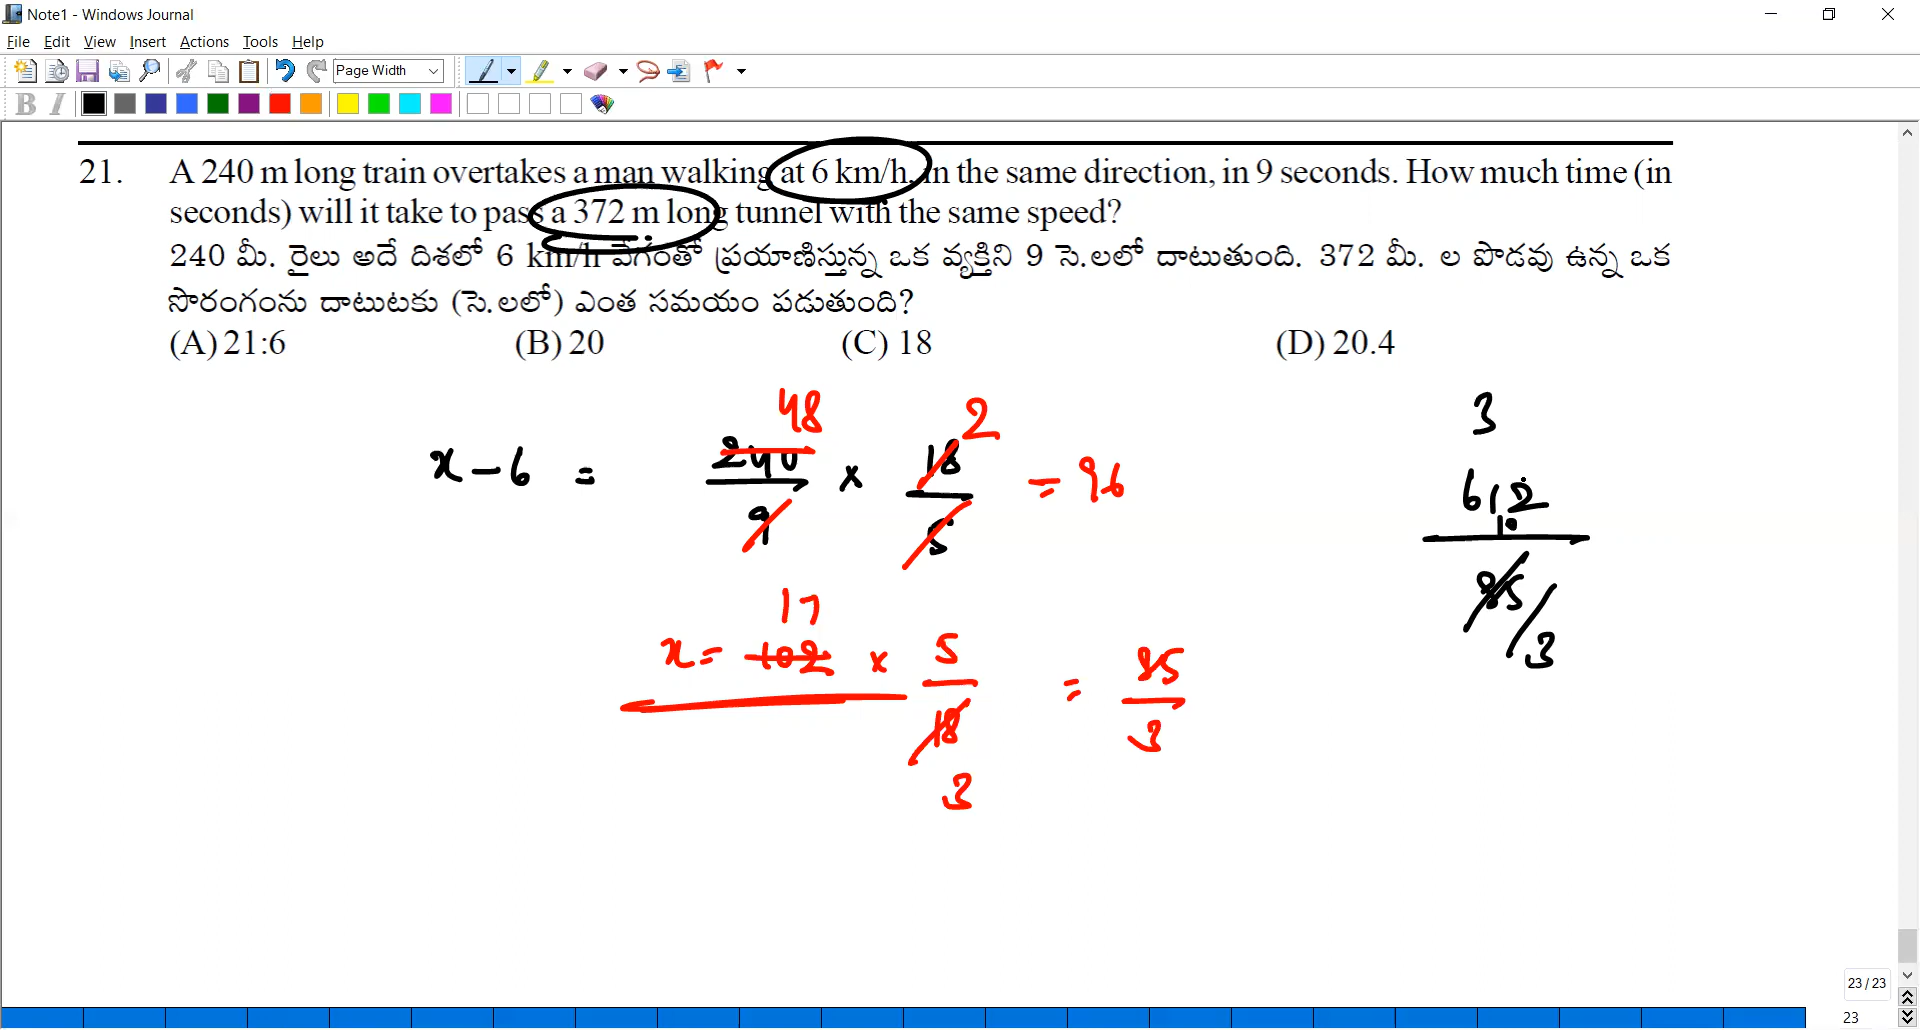 Note1 - Windows Journal
File Edit View Insert Actions Tools Help
Page Width
B I
21. A 240 m long train overtakes a man walking at 6 km/h, in the same direction, in 9 seconds. How much time (in
seconds) will it take to pass a 372 m long tunnel with the same speed?
240 మీ. రైలు అదే దిశలో 6 km/h వేగంతో ప్రయాణిస్తున్న ఒక వ్యక్తిని 9 సె.లలో దాటుతుంది. 372 మీ. ల పొడవు ఉన్న ఒక
సొరంగంను దాటుటకు (సె.లలో) ఎంత సమయం పడుతుంది?
(A) 21:6 (B) 20 (C) 18 (D) 20.4
48 2
x - 6 = 240/9 × 18/5 = 96
3
612
10
85/3
17
x = 102 × 5/18 = 85/3
3
23 / 23
23